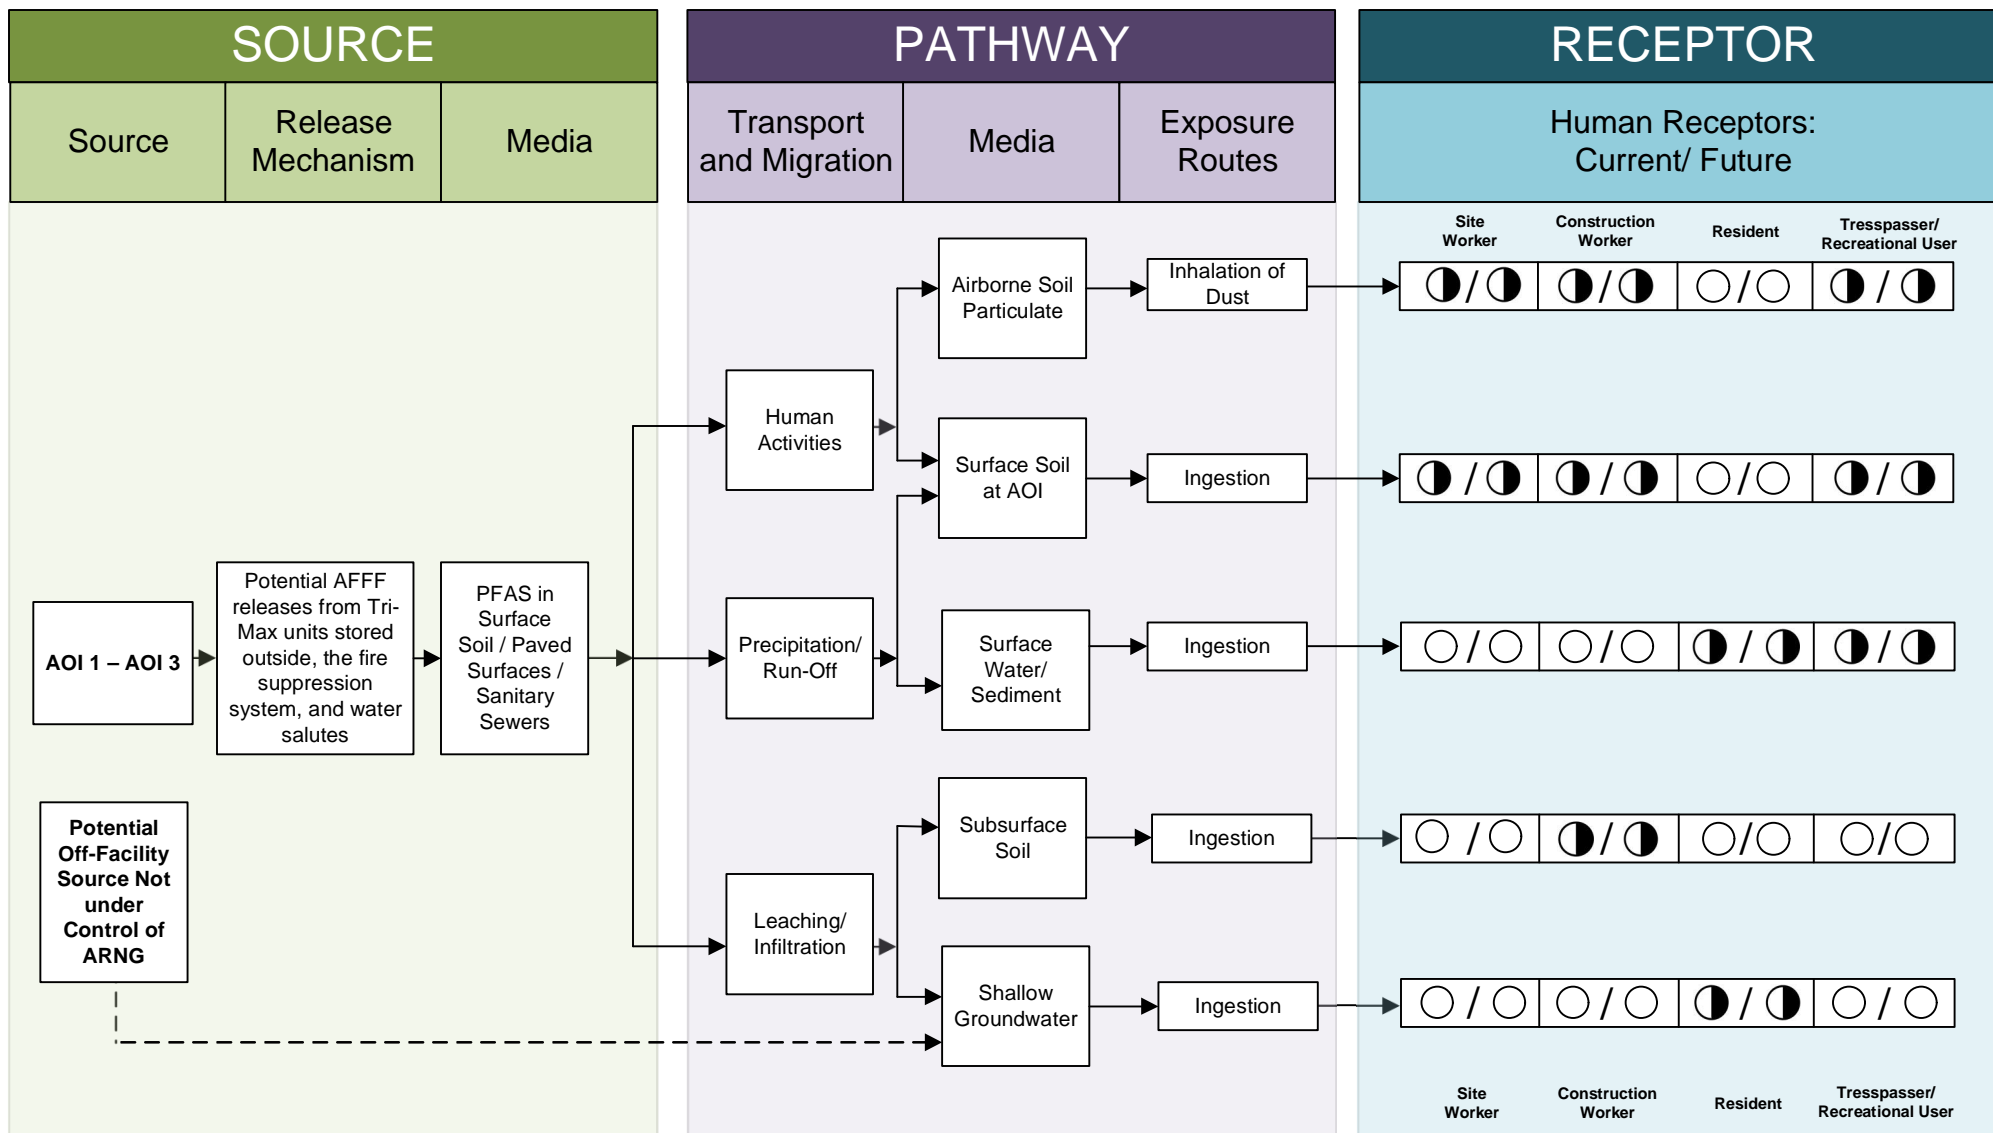 SOURCE
PATHWAY
RECEPTOR
Source
Release
Mechanism
Media
Transport
and Migration
Media
Exposure
Routes
Human Receptors:
Current/ Future
Site
Worker
Construction
Worker
Resident
Tresspasser/
Recreational User
Airborne Soil
Particulate
Inhalation of
Dust
/
/
/
/
Human
Activities
Surface Soil
at AOI
Ingestion
/
/
/
/
AOI 1 – AOI 3
Potential AFFF
releases from Tri-
Max units stored
outside, the fire
suppression
system, and water
salutes
PFAS in
Surface
Soil / Paved
Surfaces /
Sanitary
Sewers
Precipitation/
Run-Off
Surface
Water/
Sediment
Ingestion
/
/
/
/
Potential
Off-Facility
Source Not
under
Control of
ARNG
Leaching/
Infiltration
Subsurface
Soil
Ingestion
/
/
/
/
Shallow
Groundwater
Ingestion
/
/
/
/
Site
Worker
Construction
Worker
Resident
Tresspasser/
Recreational User